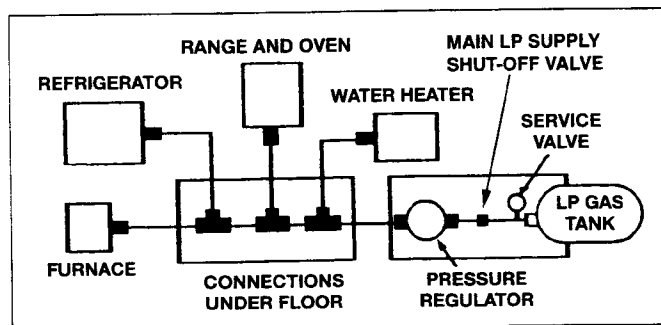 RANGE AND OVEN
MAIN LP SUPPLY
SHUT-OFF VALVE
REFRIGERATOR
WATER HEATER
SERVICE
VALVE
LP GAS
TANK
FURNACE
CONNECTIONS
UNDER FLOOR
PRESSURE
REGULATOR